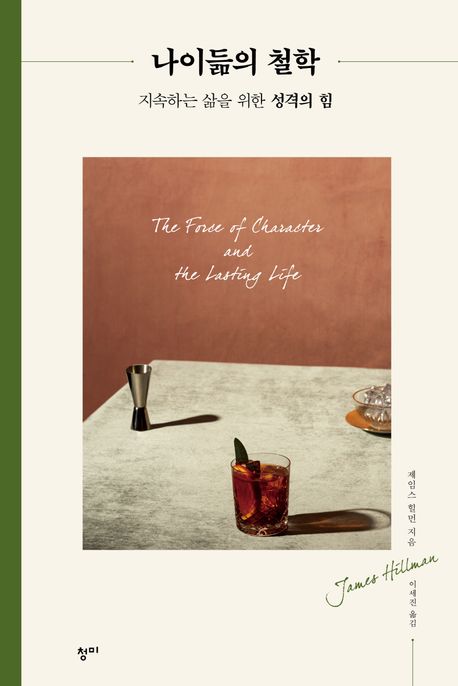 나이듦의 철학
지속하는 삶을 위한 성격의 힘
The Force of Character
and
the Lasting Life
제임스 힐먼 지음
James Hillman
이세진 옮김
청미